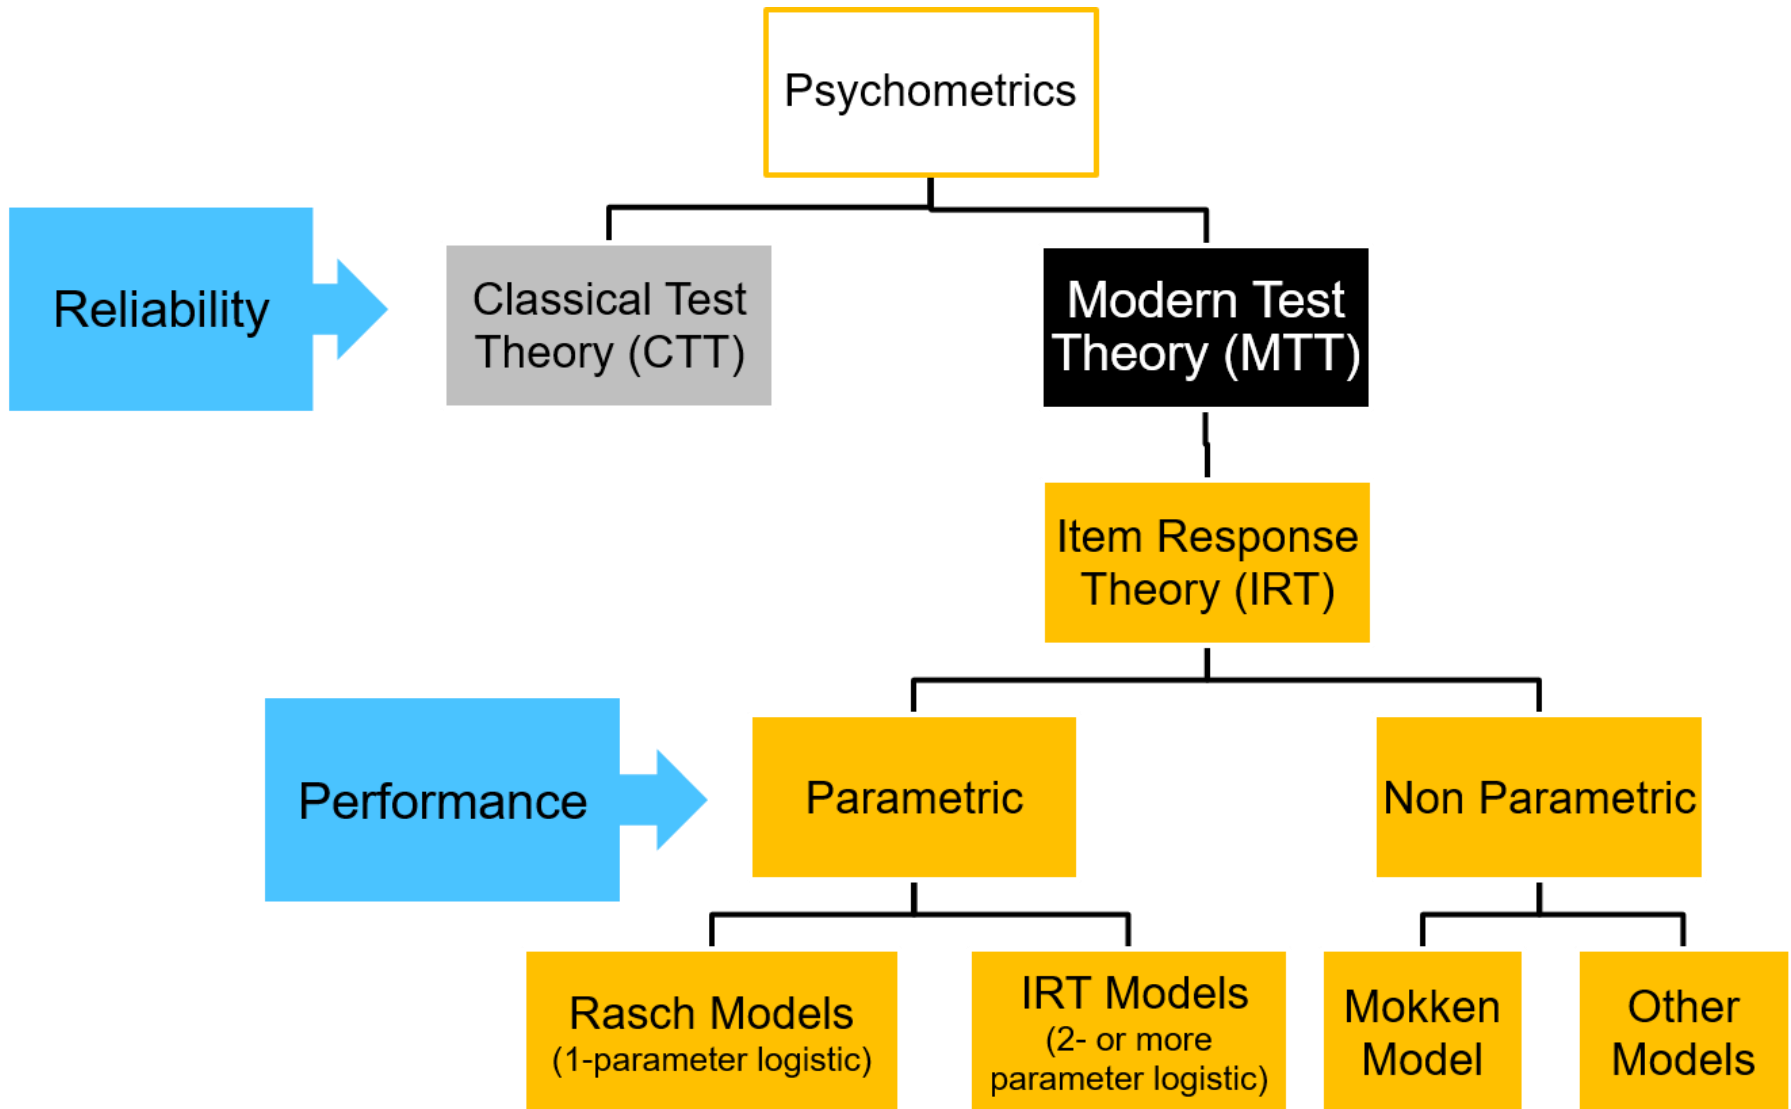 Psychometrics
Reliability
Classical Test
Theory (CTT)
Modern Test
Theory (MTT)
Item Response
Theory (IRT)
Performance
Parametric
Non Parametric
Rasch Models
(1-parameter logistic)
IRT Models
(2- or more
parameter logistic)
Mokken
Model
Other
Models